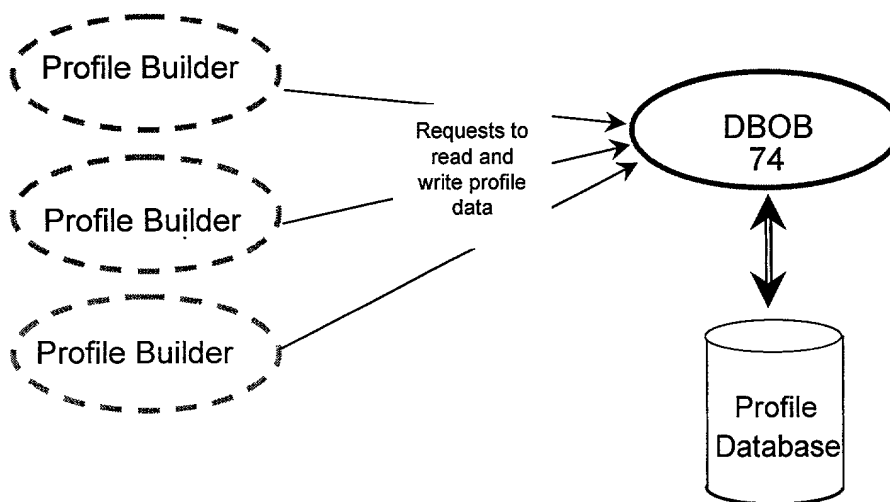 Profile Builder
Profile Builder
Profile Builder
Requests to
read and
write profile
data
DBOB
74
Profile
Database